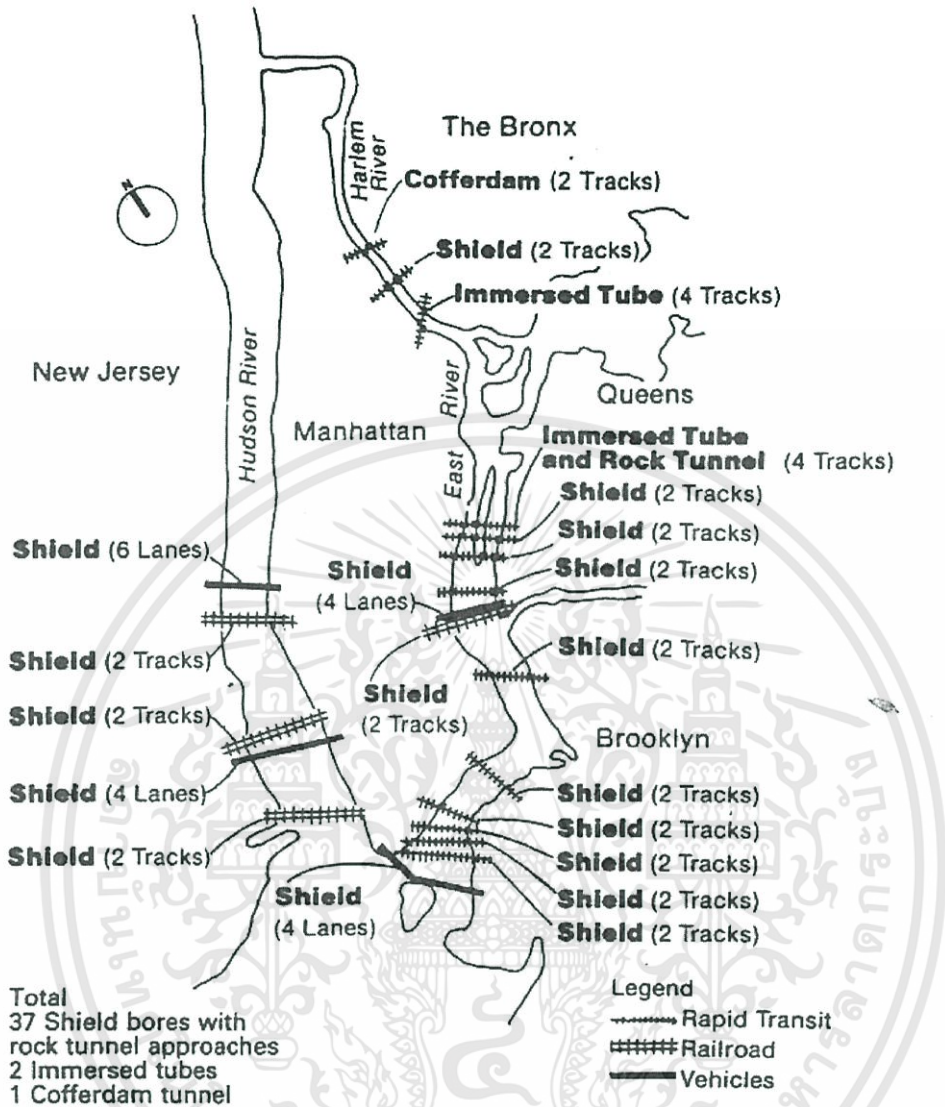 The Bronx
Harlem
River
Cofferdam (2 Tracks)
N
Shield (2 Tracks)
Immersed Tube (4 Tracks)
New Jersey
Hudson River
Manhattan
East River
Queens
Immersed Tube
and Rock Tunnel (4 Tracks)
Shield (2 Tracks)
Shield (2 Tracks)
Shield (6 Lanes)
Shield
(4 Lanes)
Shield (2 Tracks)
Shield (2 Tracks)
Shield (2 Tracks)
Shield
(2 Tracks)
Shield (2 Tracks)
Brooklyn
Shield (4 Lanes)
Shield (2 Tracks)
Shield (2 Tracks)
Shield (2 Tracks)
Shield (2 Tracks)
Shield
(4 Lanes)
Shield (2 Tracks)
Shield (2 Tracks)
Total
37 Shield bores with
rock tunnel approaches
2 Immersed tubes
1 Cofferdam tunnel
Legend
Rapid Transit
Railroad
Vehicles